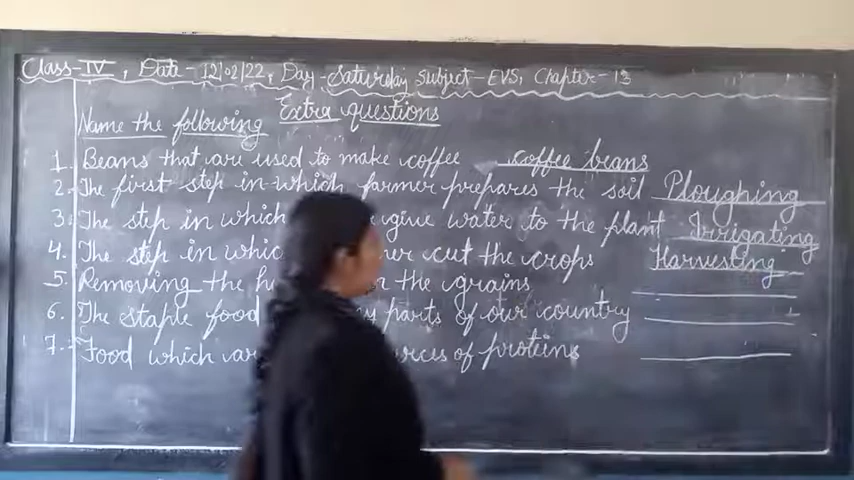 Class-IV, Date-12/02/22, Day-Saturday Subject-EVS, Chapter-13
Extra questions
Name the following
1. Beans that are used to make coffee coffee beans
2. The first step in which farmer prepares the soil Ploughing
3. The step in which give water to the plant Irrigating
4. The step in which cut the crops Harvesting
5. Removing the the grains
6. The staple food parts of our country
7. Food which of proteins